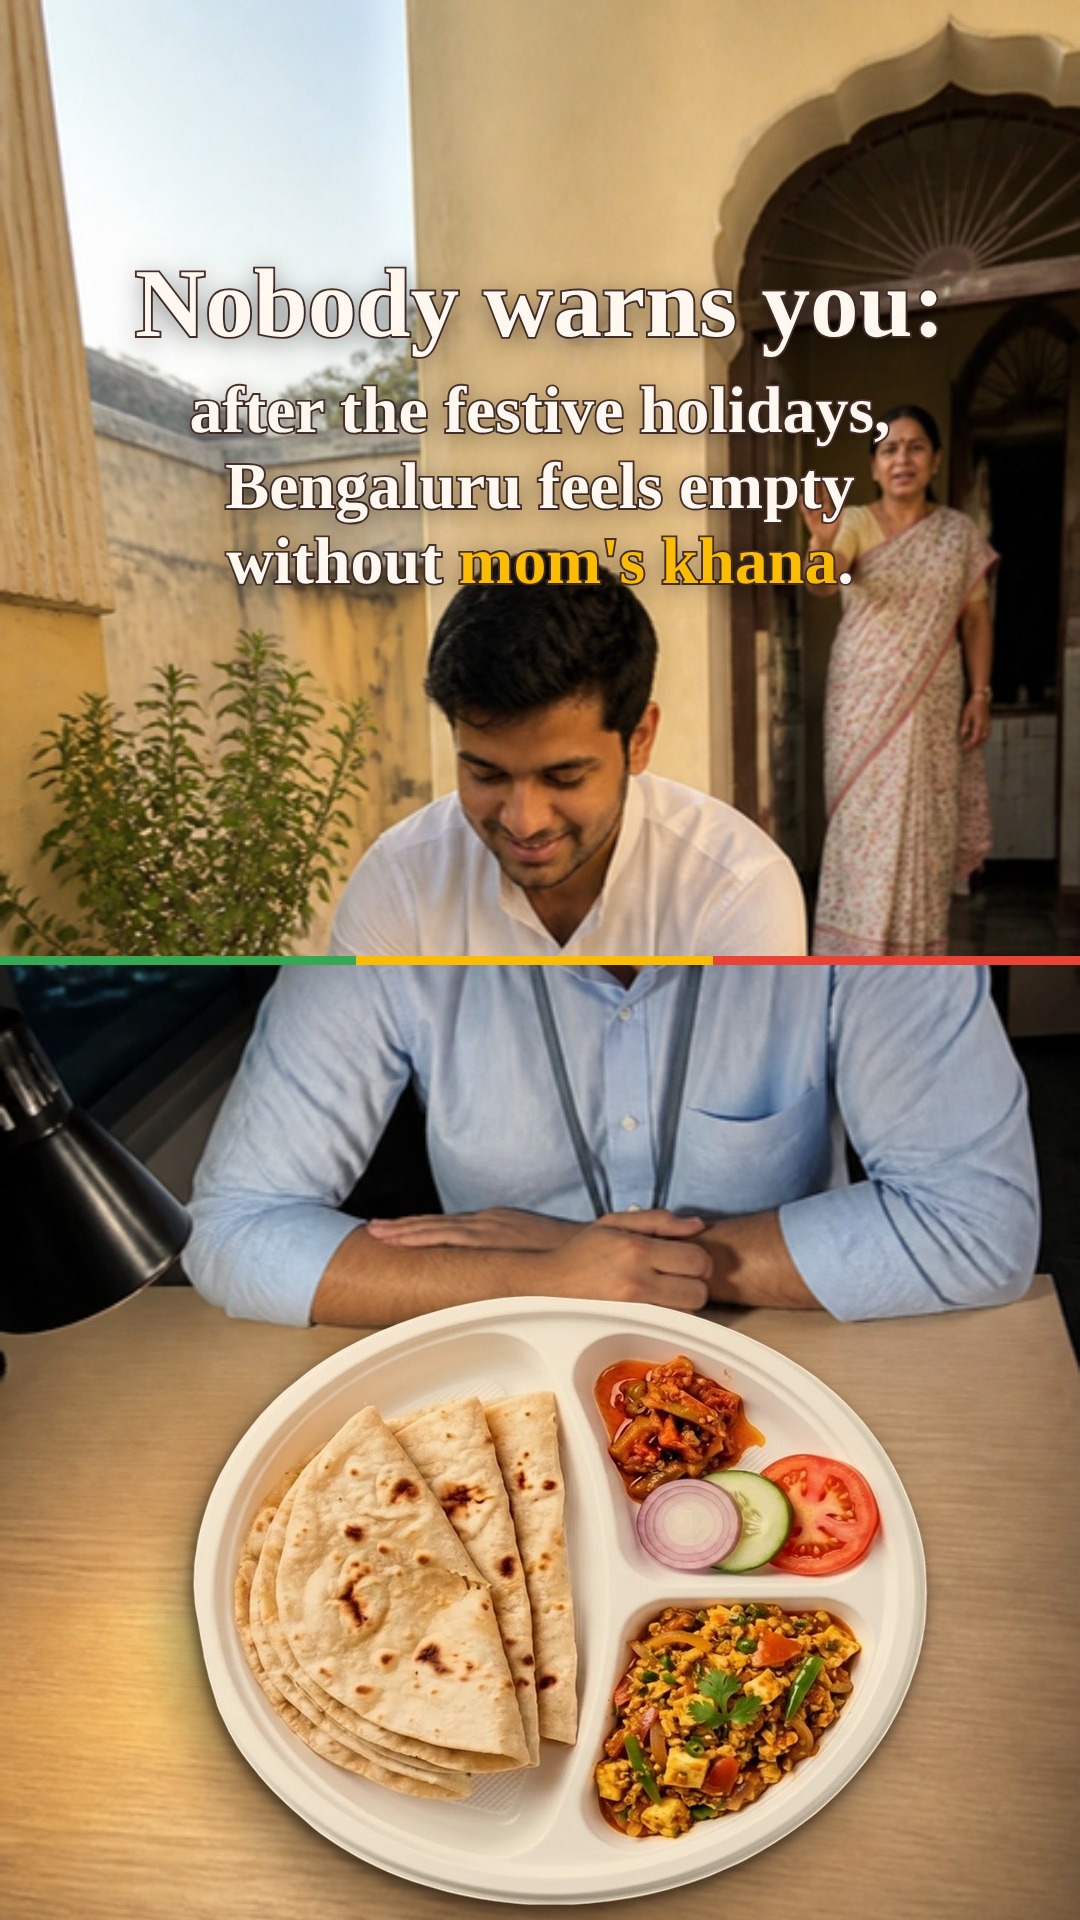 Nobody warns you:
after the festive holidays,
Bengaluru feels empty
without mom's khana.